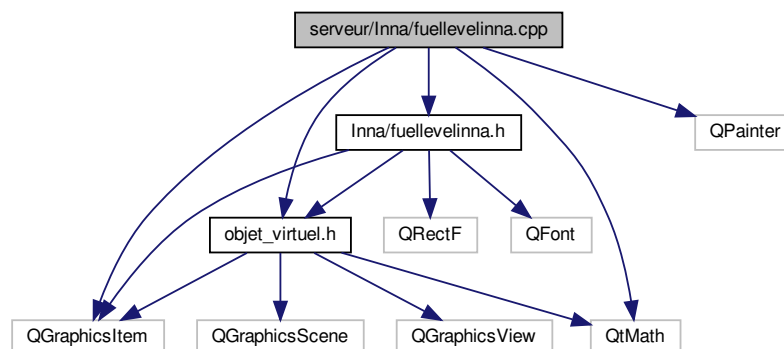 serveur/Inna/fuellevelinna.cpp
Inna/fuellevelinna.h
QPainter
objet_virtuel.h
QRectF
QFont
QGraphicsItem
QGraphicsScene
QGraphicsView
QtMath